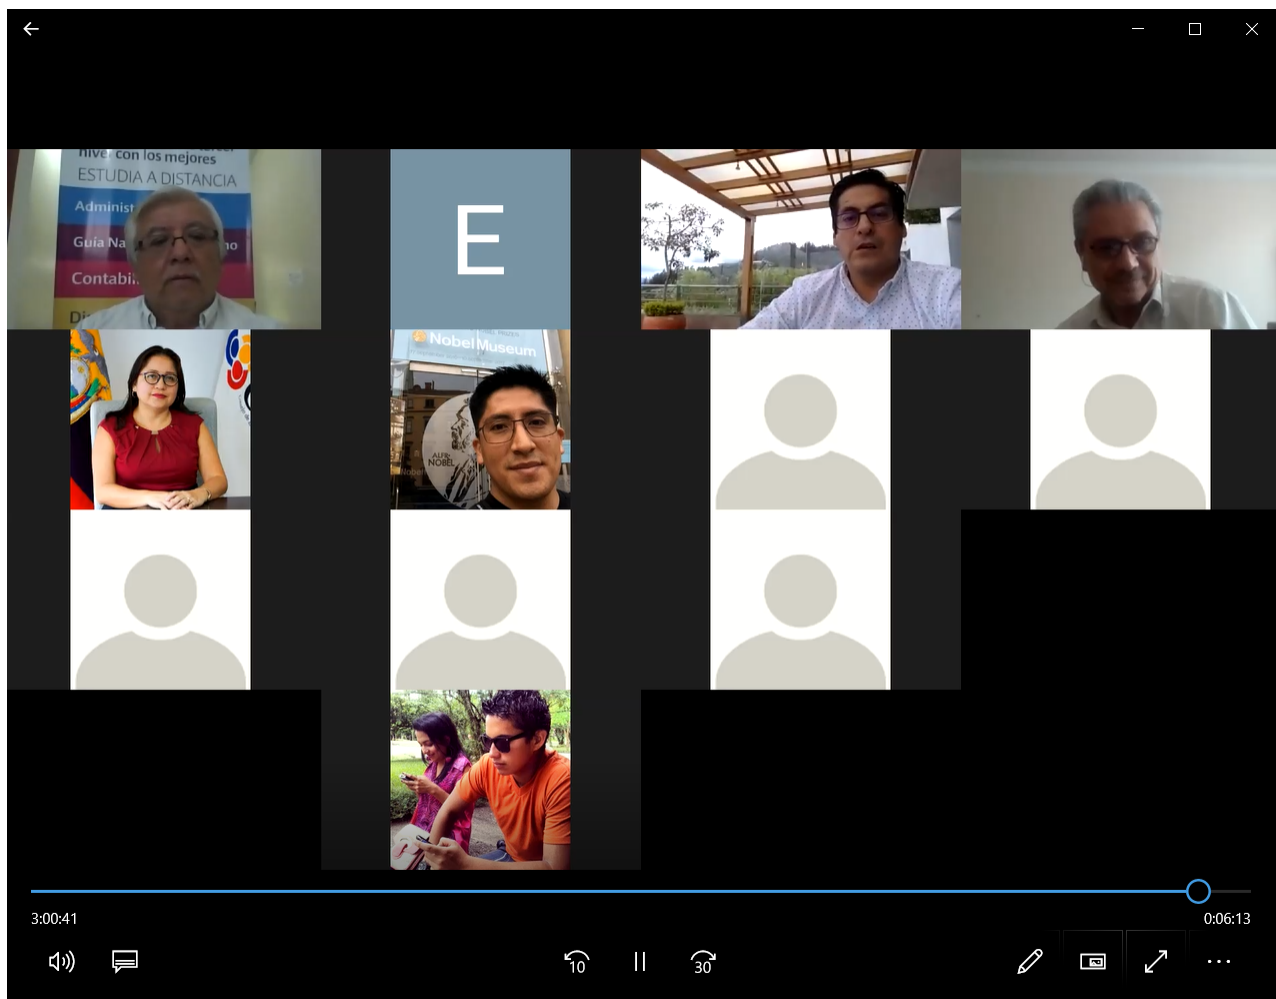 nivel con los mejores
ESTUDIA A DISTANCIA
Administ
Guía Na
no
Contabi
E
Nobel Museum
NOBEL
3:00:41
0:06:13
10
30